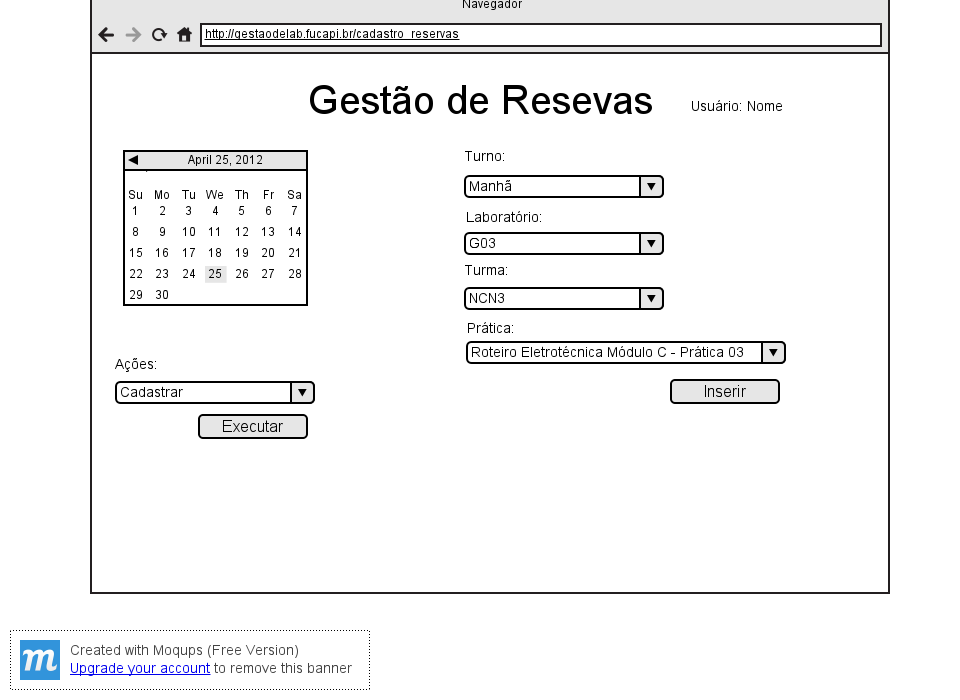 Navegador
http://gestaodelab.fucapi.br/cadastro_reservas
Gestão de Resevas
Usuário: Nome
April 25, 2012
Su Mo Tu We Th Fr Sa
1 2 3 4 5 6 7
8 9 10 11 12 13 14
15 16 17 18 19 20 21
22 23 24 25 26 27 28
29 30
Ações:
Cadastrar
Executar
Turno:
Manhã
Laboratório:
G03
Turma:
NCN3
Prática:
Roteiro Eletrotécnica Módulo C - Prática 03
Inserir
m
Created with Moqups (Free Version)
Upgrade your account to remove this banner